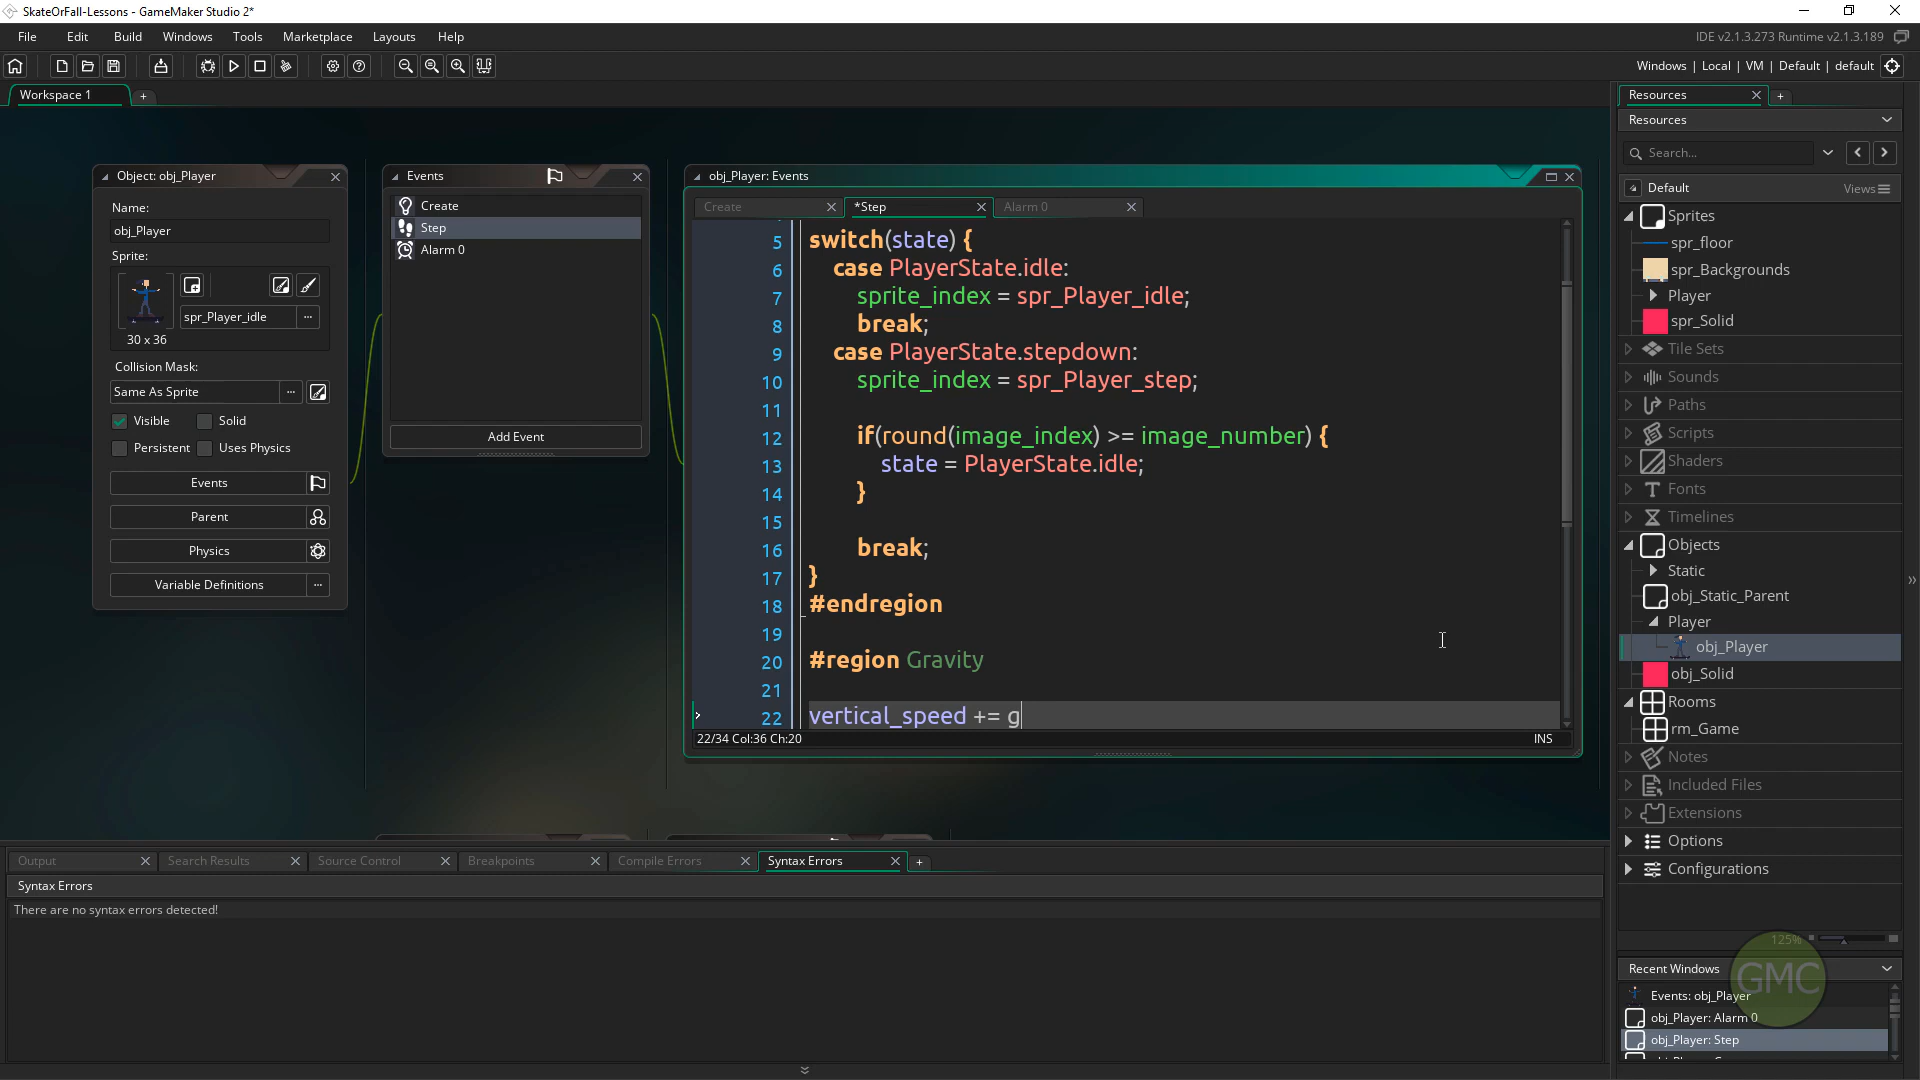 SkateOrFall-Lessons - GameMaker Studio 2*
File Edit Build Windows Tools Marketplace Layouts Help
IDE v2.1.3.273 Runtime v2.1.3.189
Windows | Local | VM | Default | default
Workspace 1
Object: obj_Player
Name:
obj_Player
Sprite:
spr_Player_idle
30 x 36
Collision Mask:
Same As Sprite
Visible Solid
Persistent Uses Physics
Events
Parent
Physics
Variable Definitions
Events
Create
Step
Alarm 0
Add Event
obj_Player: Events
Create *Step Alarm 0
5 switch(state) {
6 case PlayerState.idle:
7 sprite_index = spr_Player_idle;
8 break;
9 case PlayerState.stepdown:
10 sprite_index = spr_Player_step;
11
12 if(round(image_index) >= image_number) {
13 state = PlayerState.idle;
14 }
15
16 break;
17 }
18 #endregion
19
20 #region Gravity
21
22 vertical_speed += g
22/34 Col:36 Ch:20 INS
Output Search Results Source Control Breakpoints Compile Errors Syntax Errors
Syntax Errors
There are no syntax errors detected!
Resources
Resources
Search...
Default Views
Sprites
spr_floor
spr_Backgrounds
Player
spr_Solid
Tile Sets
Sounds
Paths
Scripts
Shaders
Fonts
Timelines
Objects
Static
obj_Static_Parent
Player
obj_Player
obj_Solid
Rooms
rm_Game
Notes
Included Files
Extensions
Options
Configurations
125%
GMC
Recent Windows
Events: obj_Player
obj_Player: Alarm 0
obj_Player: Step